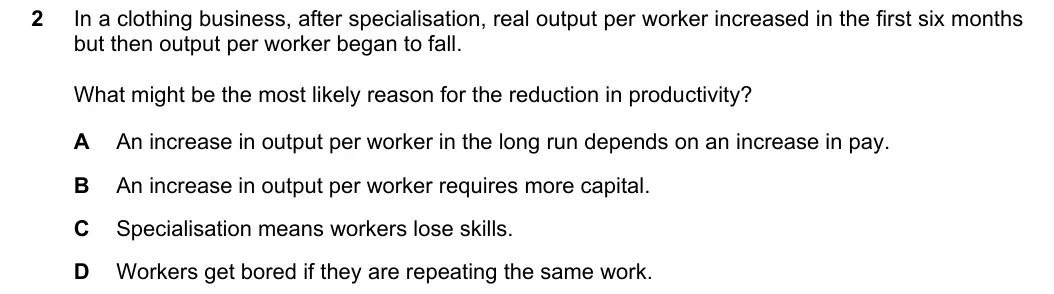 2 In a clothing business, after specialisation, real output per worker increased in the first six months
but then output per worker began to fall.
What might be the most likely reason for the reduction in productivity?
A An increase in output per worker in the long run depends on an increase in pay.
B An increase in output per worker requires more capital.
C Specialisation means workers lose skills.
D Workers get bored if they are repeating the same work.